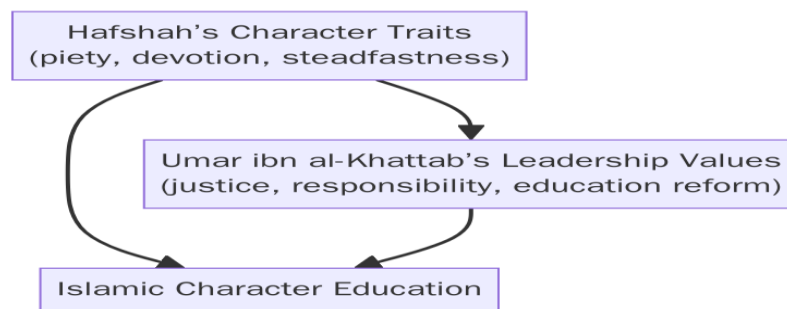 Hafshah’s Character Traits
(piety, devotion, steadfastness)
Umar ibn al-Khattab’s Leadership Values
(justice, responsibility, education reform)
Islamic Character Education